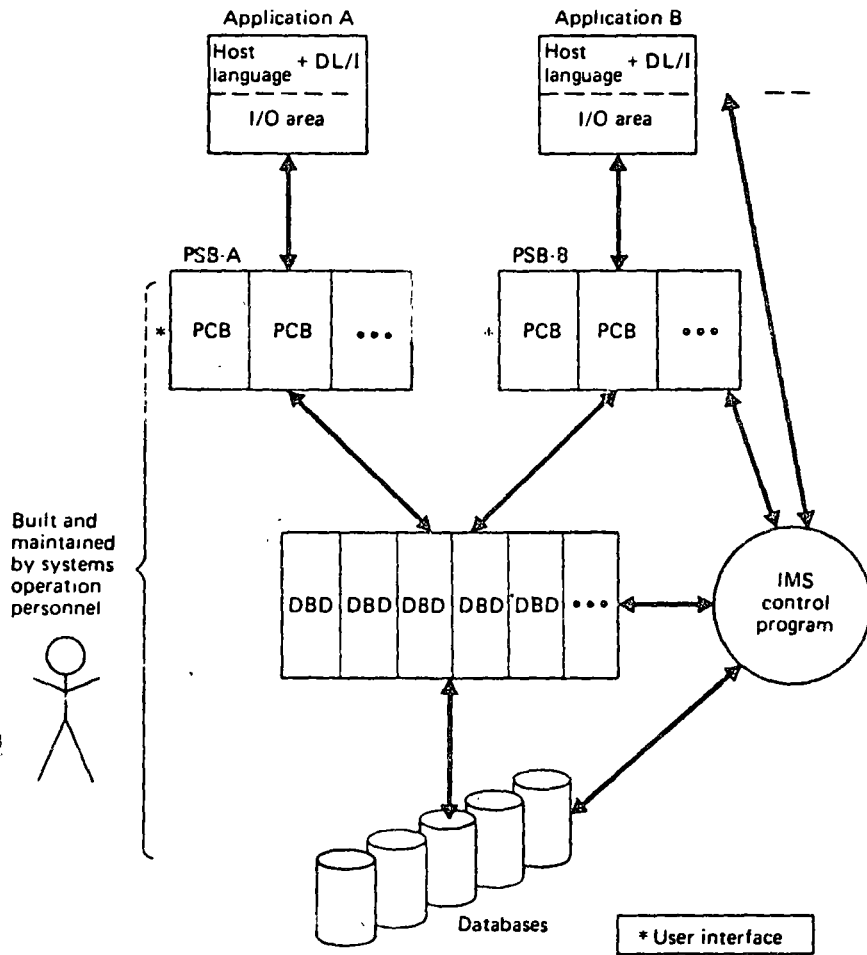 Application A
Application B
Host language + DL/I
I/O area
Host language + DL/I
I/O area
PSB-A
PSB-B
* PCB PCB •••
* PCB PCB •••
Built and
maintained
by systems
operation
personnel
DBD DBD DBD DBD DBD •••
IMS
control
program
Databases
* User interface